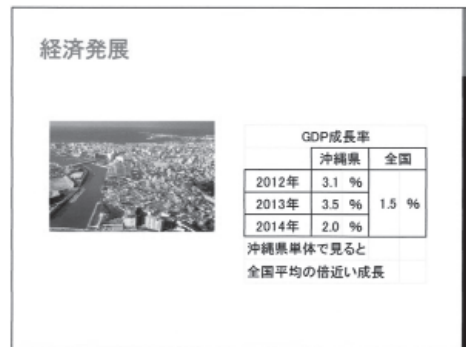 経済発展
GDP成長率
沖縄県 全国
2012年 3.1 %
2013年 3.5 % 1.5 %
2014年 2.0 %
沖縄県単体で見ると
全国平均の倍近い成長